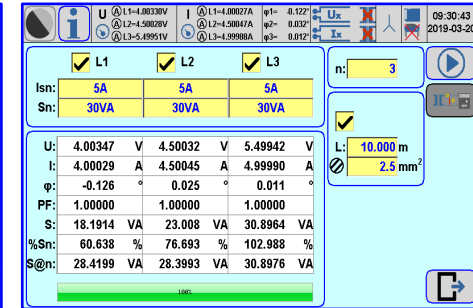 U L1=4.00330V I L1=4.00027A φ1= -0.122° Ux 09:30:43
L2=4.50028V L2=4.50047A φ2= 0.032° 2019-03-20
L3=5.49951V L3=4.99988A φ3= 0.011° Ix
L1 L2 L3 n: 3
Isn: 5A 5A 5A
Sn: 30VA 30VA 30VA
U: 4.00347 V 4.50032 V 5.49942 V L: 10.000 m
I: 4.00029 A 4.50045 A 4.99990 A 2.5 mm²
φ: -0.126 ° 0.025 ° 0.011 °
PF: 1.00000 1.00000 1.00000
S: 18.1914 VA 23.008 VA 30.8964 VA
%Sn: 60.638 % 76.693 % 102.988 %
S@n: 28.4199 VA 28.3993 VA 30.8976 VA
100%